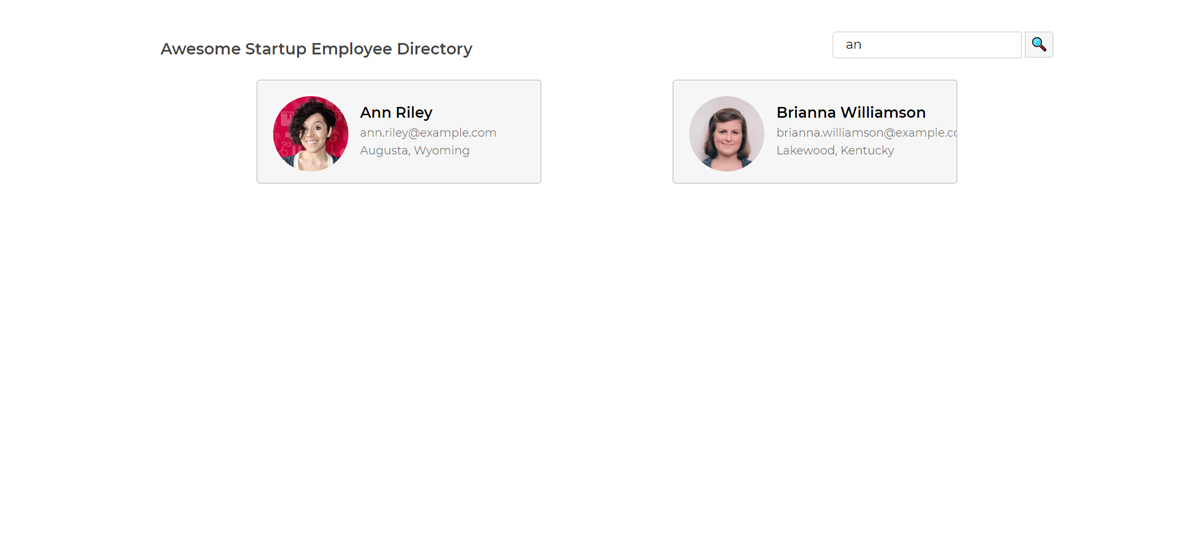 Awesome Startup Employee Directory
an
Ann Riley
ann.riley@example.com
Augusta, Wyoming
Brianna Williamson
brianna.williamson@example.co
Lakewood, Kentucky